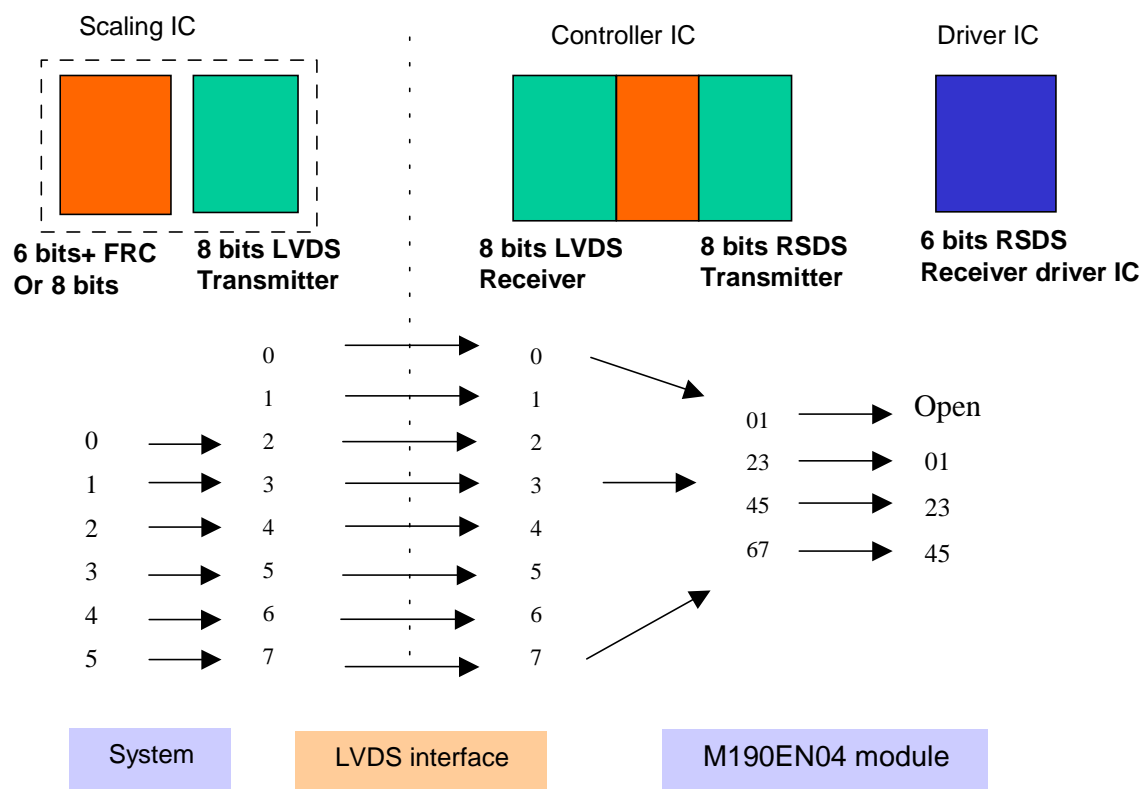 Scaling IC
Controller IC
Driver IC
6 bits+ FRC
Or 8 bits
8 bits LVDS
Transmitter
8 bits LVDS
Receiver
8 bits RSDS
Transmitter
6 bits RSDS
Receiver driver IC
0
1
2
3
4
5
0
1
2
3
4
5
6
7
0
1
2
3
4
5
6
7
01
23
45
67
Open
01
23
45
System
LVDS interface
M190EN04 module